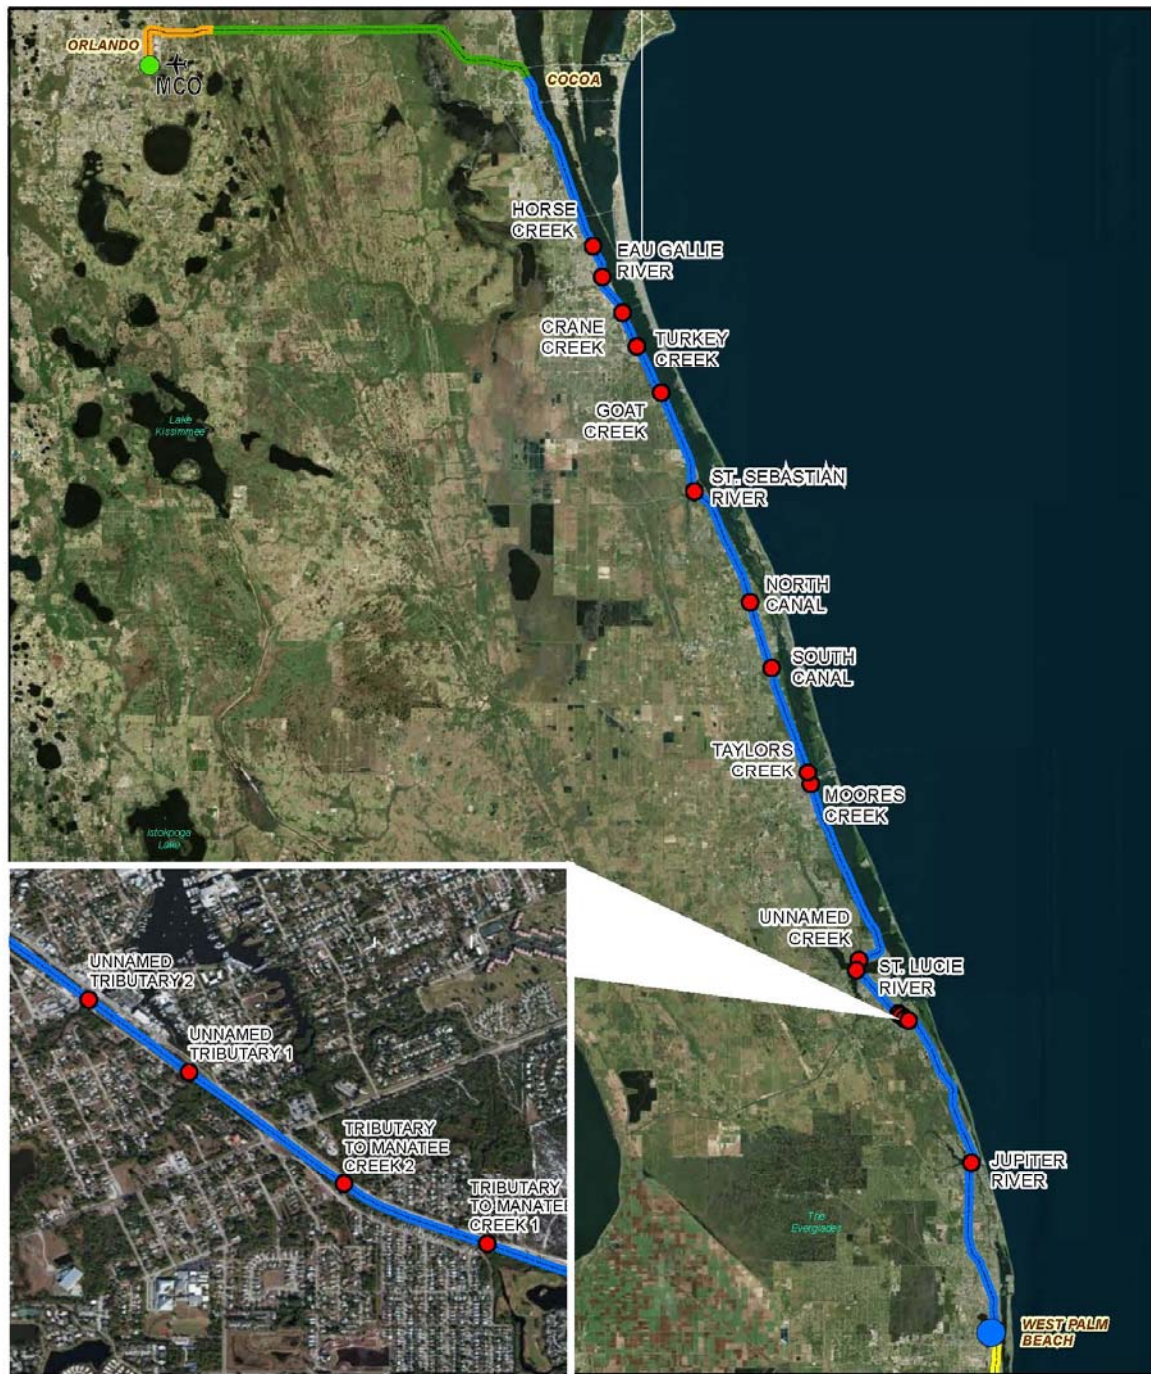 ORLANDO
MCO
COCOA
HORSE
CREEK
EAU GALLIE
RIVER
CRANE
CREEK
TURKEY
CREEK
GOAT
CREEK
Lake
Kissimmee
ST. SEBASTIAN
RIVER
NORTH
CANAL
SOUTH
CANAL
TAYLORS
CREEK
MOORES
CREEK
Istokpoga
Lake
UNNAMED
CREEK
ST. LUCIE
RIVER
UNNAMED
TRIBUTARY 2
UNNAMED
TRIBUTARY 1
TRIBUTARY
TO MANATEE
CREEK 2
TRIBUTARY
TO MANATEE
CREEK 1
JUPITER
RIVER
The
Everglades
WEST PALM
BEACH